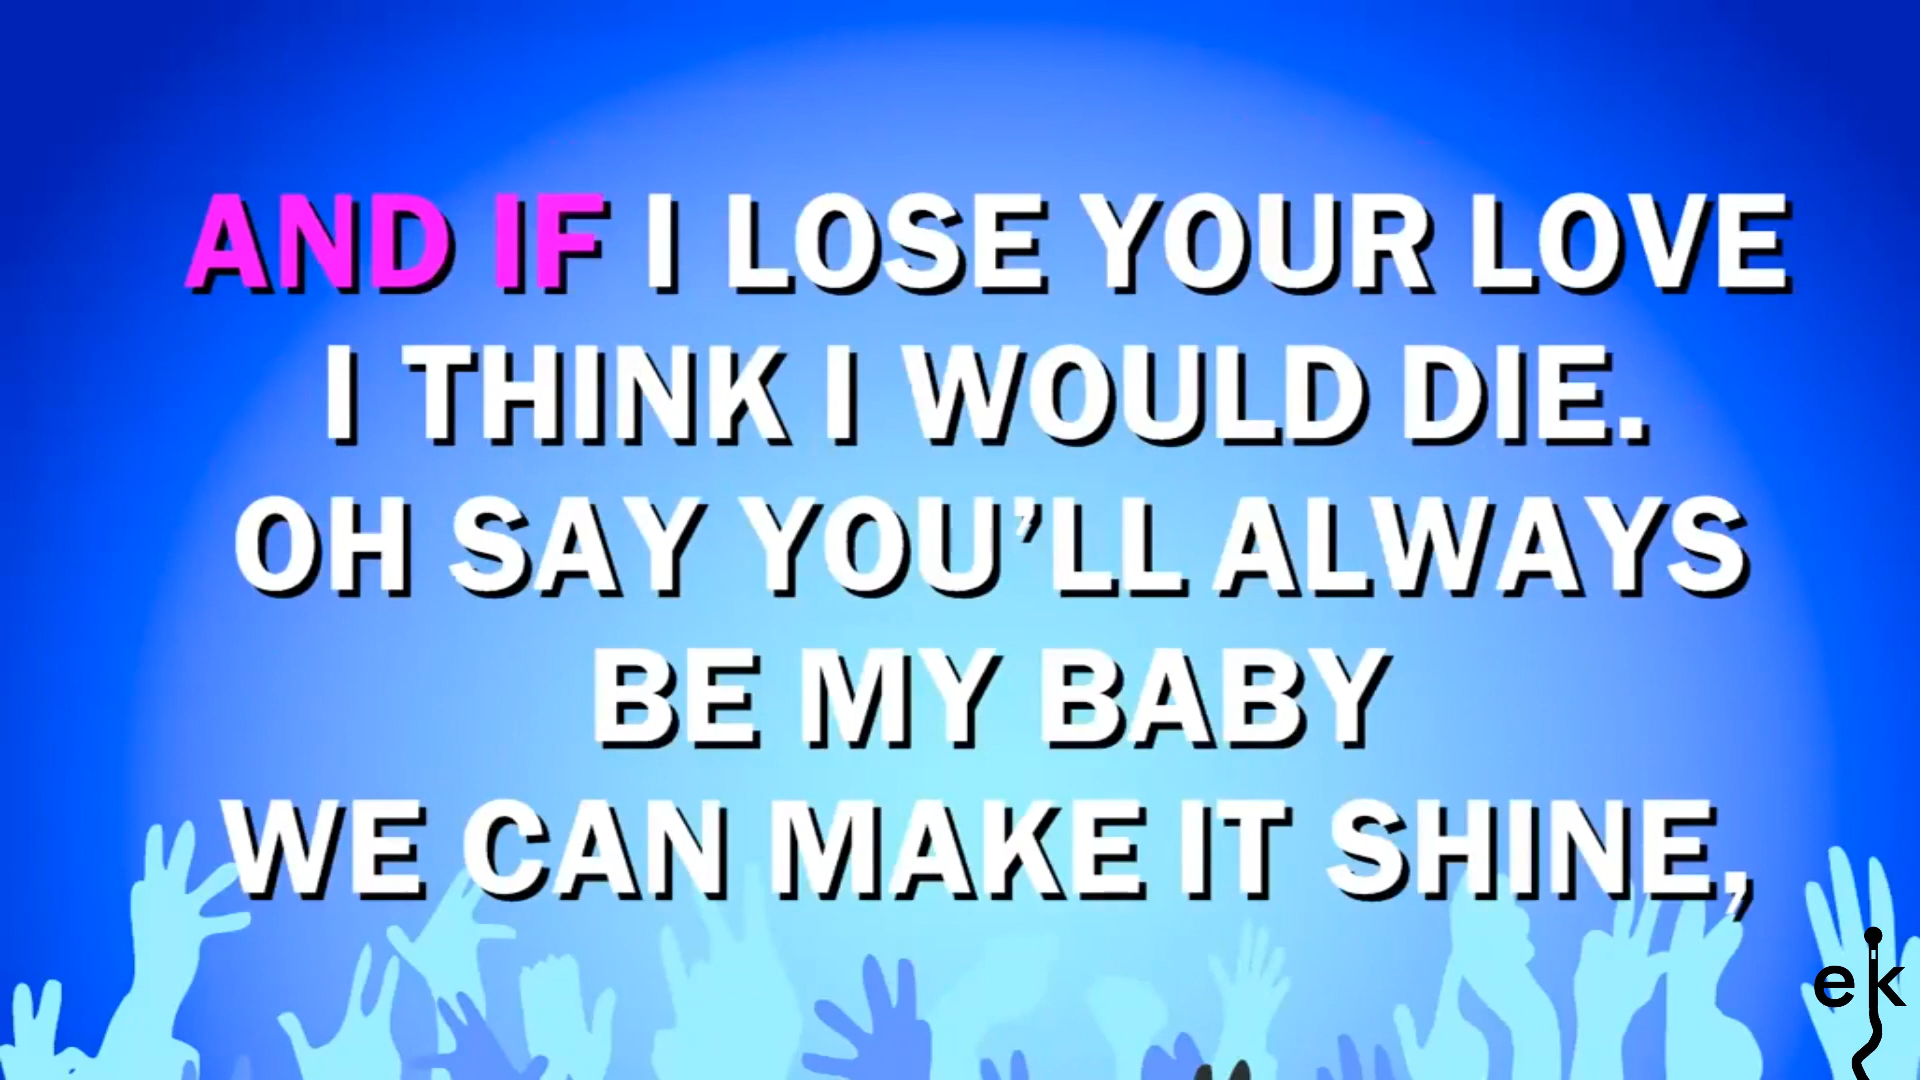 AND IF I LOSE YOUR LOVE
I THINK I WOULD DIE.
OH SAY YOU’LL ALWAYS
BE MY BABY
WE CAN MAKE IT SHINE,
ek